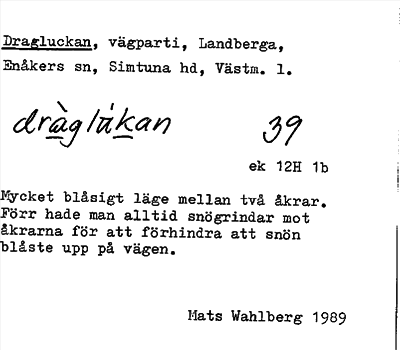 Dragluckan, vägparti, Landberga,
Enåkers sn, Simtuna hd, Västm. l.
dràglúkan 39
ek 12H 1b
Mycket blåsigt läge mellan två åkrar.
Förr hade man alltid snögrindar mot
åkrarna för att förhindra att snön
blåste upp på vägen.
Mats Wahlberg 1989